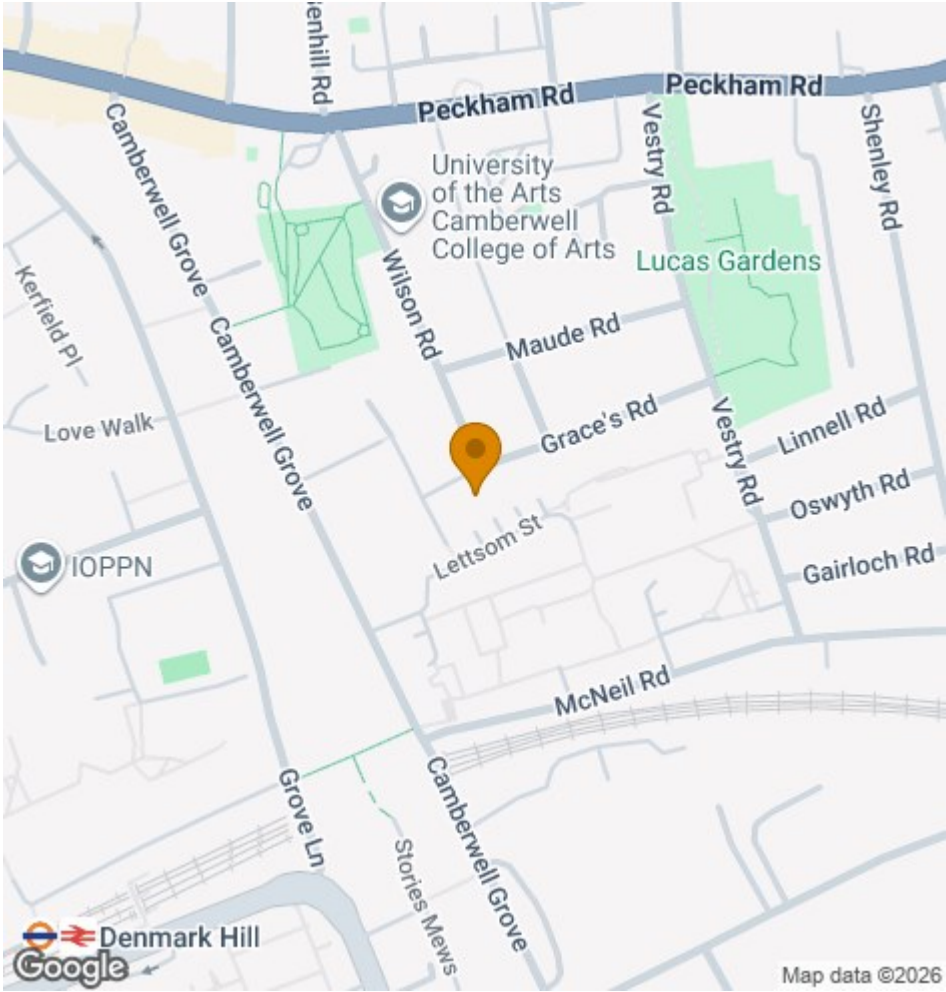 Benhill Rd
Peckham Rd
Peckham Rd
Camberwell Grove
Vestry Rd
Shenley Rd
University
of the Arts
Camberwell
College of Arts
Wilson Rd
Lucas Gardens
Kerfield Pl
Camberwell Grove
Maude Rd
Love Walk
Grace's Rd
Vestry Rd
Linnell Rd
Oswyth Rd
Lettsom St
IOPPN
Gairloch Rd
McNeil Rd
Grove Ln
Camberwell Grove
Stories Mews
Denmark Hill
Google
Map data ©2026